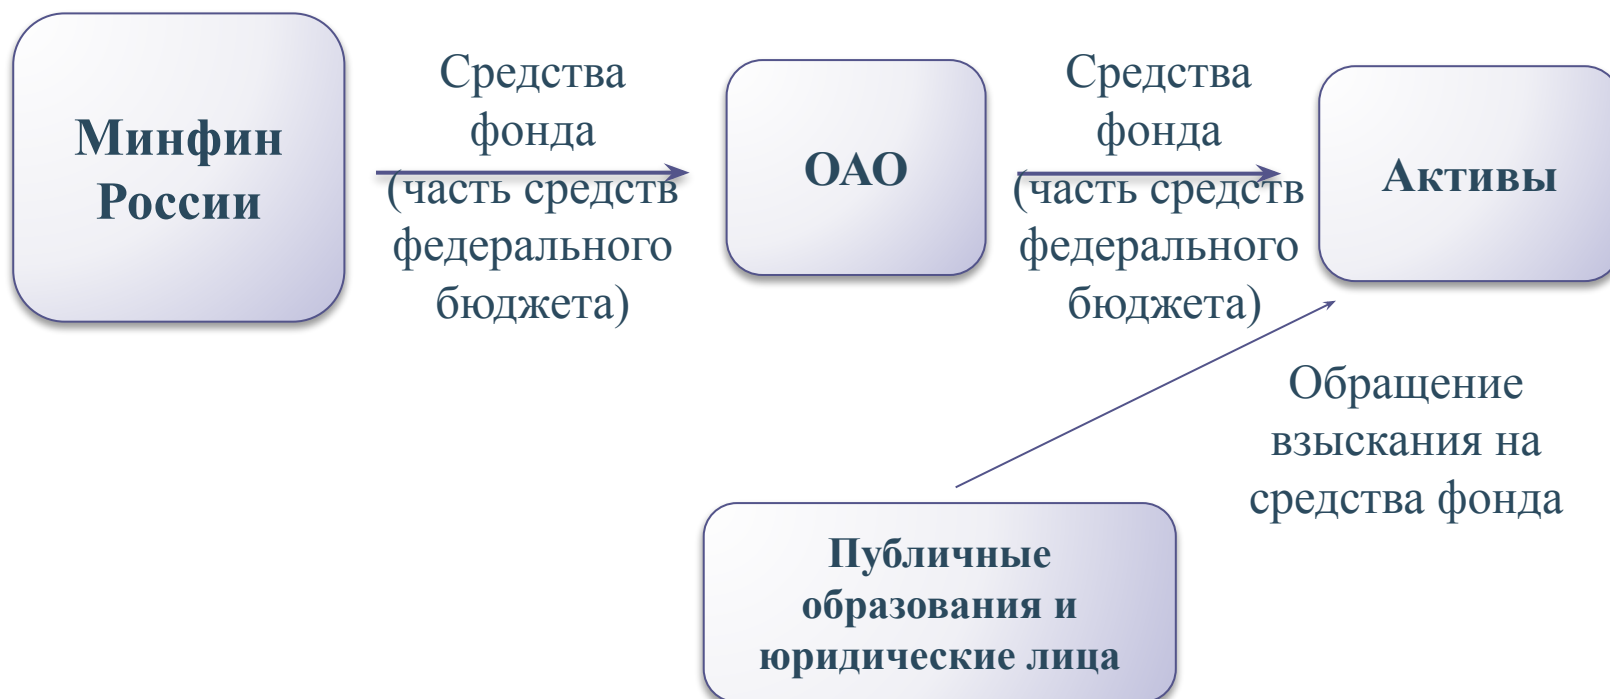 Минфин
России
Средства
фонда
(часть средств
федерального
бюджета)
ОАО
Средства
фонда
(часть средств
федерального
бюджета)
Активы
Обращение
взыскания на
средства фонда
Публичные
образования и
юридические лица